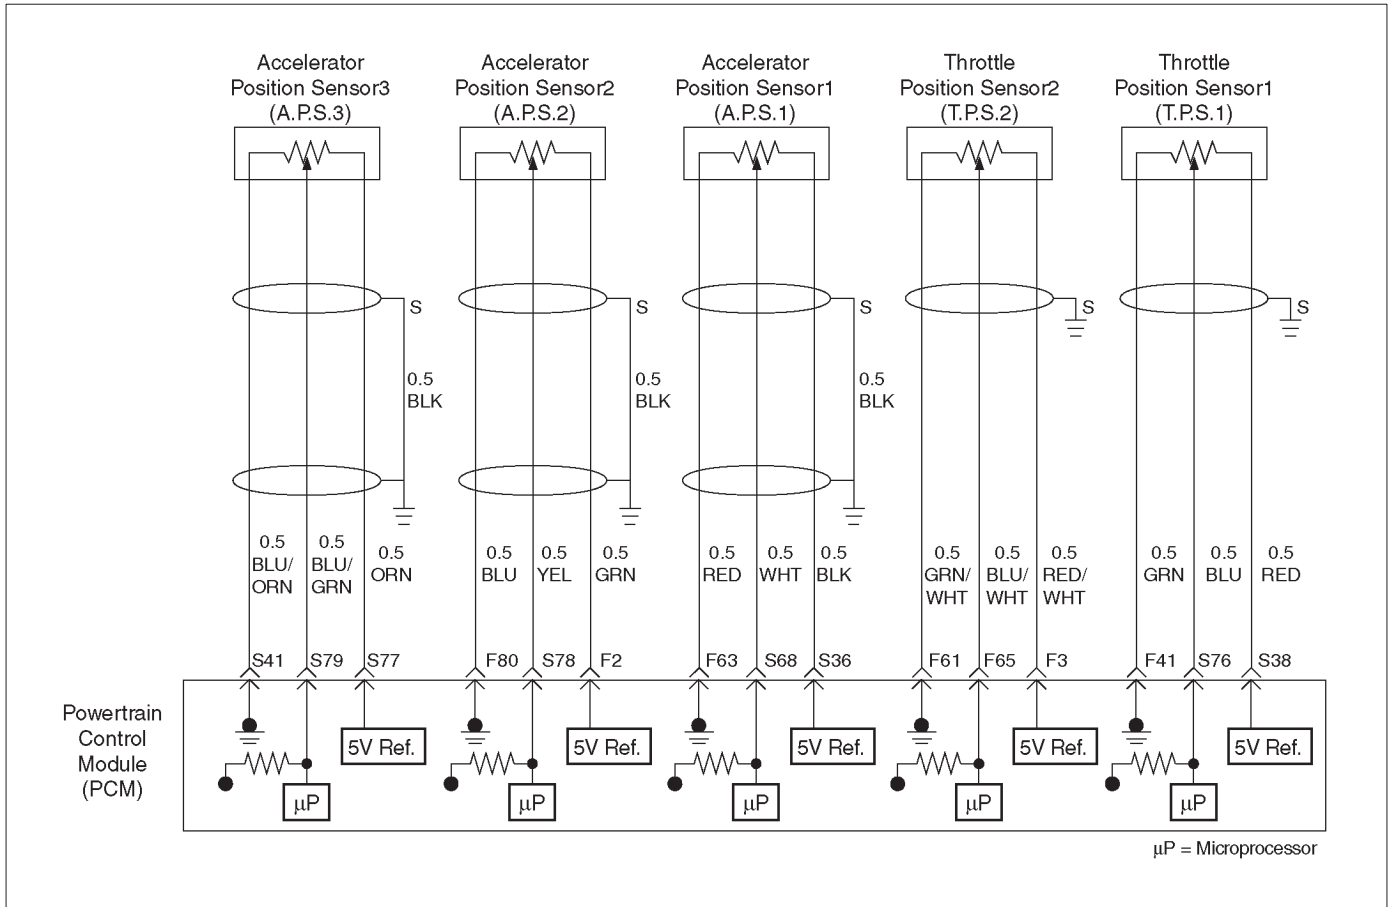 Accelerator
Position Sensor3
(A.P.S.3)
Accelerator
Position Sensor2
(A.P.S.2)
Accelerator
Position Sensor1
(A.P.S.1)
Throttle
Position Sensor2
(T.P.S.2)
Throttle
Position Sensor1
(T.P.S.1)
S
S
S
S
S
0.5
BLK
0.5
BLK
0.5
BLK
0.5
BLU/
ORN
0.5
BLU/
GRN
0.5
ORN
0.5
BLU
0.5
YEL
0.5
GRN
0.5
RED
0.5
WHT
0.5
BLK
0.5
GRN/
WHT
0.5
BLU/
WHT
0.5
RED/
WHT
0.5
GRN
0.5
BLU
0.5
RED
S41
S79
S77
F80
S78
F2
F63
S68
S36
F61
F65
F3
F41
S76
S38
Powertrain
Control
Module
(PCM)
5V Ref.
5V Ref.
5V Ref.
5V Ref.
5V Ref.
µP
µP
µP
µP
µP
µP = Microprocessor